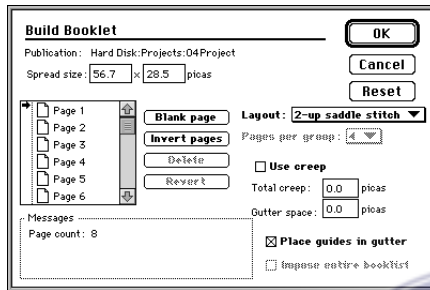 Build Booklet
OK
Publication: Hard Disk:Projects:04Project
Cancel
Spread size: 56.7 × 28.5 picas
Reset
Page 1
Page 2
Page 3
Page 4
Page 5
Page 6
Blank page
Invert pages
Delete
Revert
Layout: 2-up saddle stitch
Pages per group: 4
Use creep
Total creep: 0.0 picas
Gutter space: 0.0 picas
Place guides in gutter
Impose entire booklist
Messages
Page count: 8